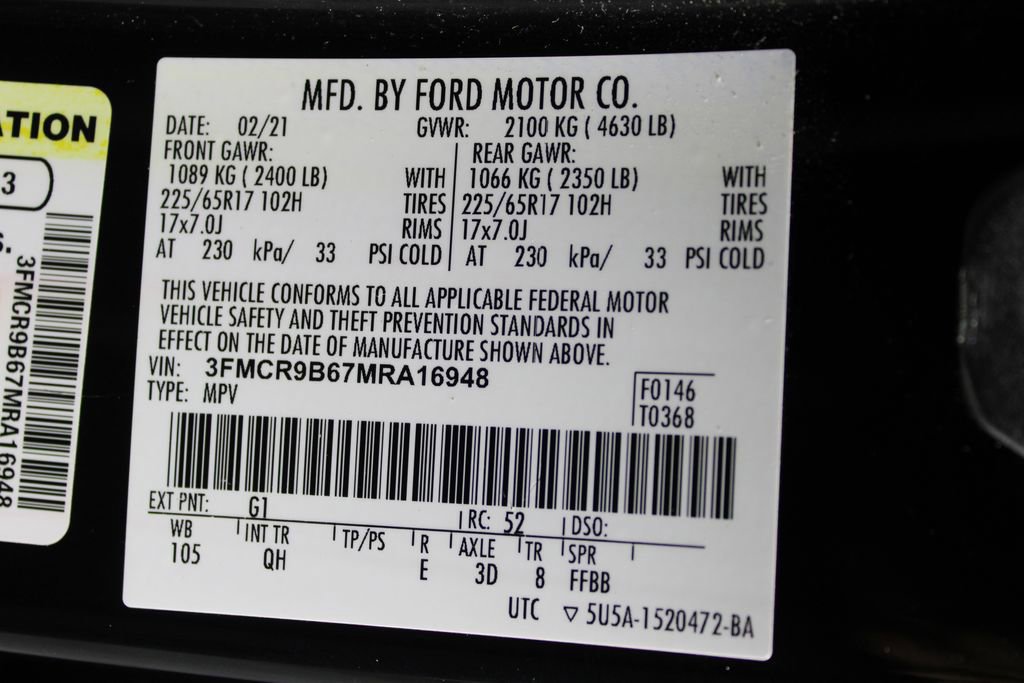 ATION
3
3FMCR9B67MRA16948
MFD. BY FORD MOTOR CO.
DATE: 02/21 GVWR: 2100 KG ( 4630 LB)
FRONT GAWR: REAR GAWR:
1089 KG ( 2400 LB) WITH 1066 KG ( 2350 LB) WITH
225/65R17 102H TIRES 225/65R17 102H TIRES
17x7.0J RIMS 17x7.0J RIMS
AT 230 kPa/ 33 PSI COLD AT 230 kPa/ 33 PSI COLD
THIS VEHICLE CONFORMS TO ALL APPLICABLE FEDERAL MOTOR
VEHICLE SAFETY AND THEFT PREVENTION STANDARDS IN
EFFECT ON THE DATE OF MANUFACTURE SHOWN ABOVE.
VIN: 3FMCR9B67MRA16948
TYPE: MPV
F0146
T0368
EXT PNT: G1 RC: 52 DSO:
WB INT TR TP/PS R AXLE TR SPR
105 QH E 3D 8 FFBB
UTC ▽ 5U5A-1520472-BA